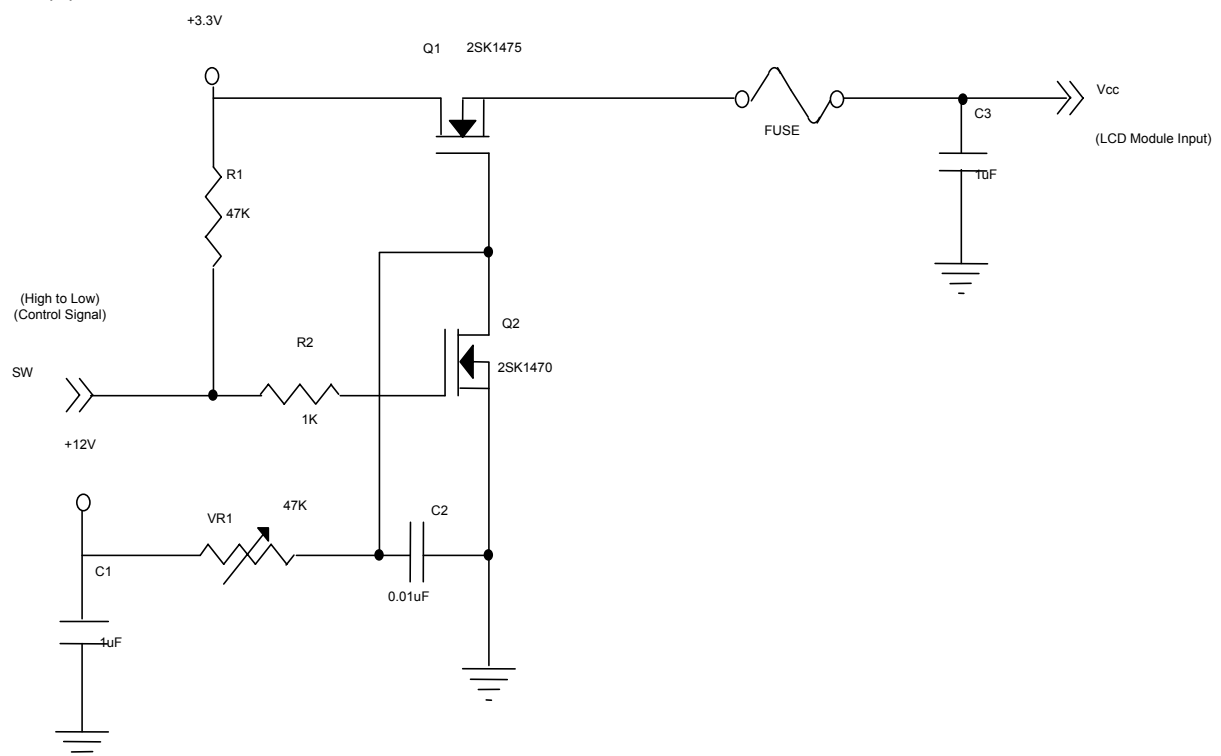 +3.3V
Q1
2SK1475
Vcc
C3
FUSE
(LCD Module Input)
R1
1uF
47K
(High to Low)
(Control Signal)
Q2
R2
SW
2SK1470
1K
+12V
47K
VR1
C2
C1
0.01uF
1uF